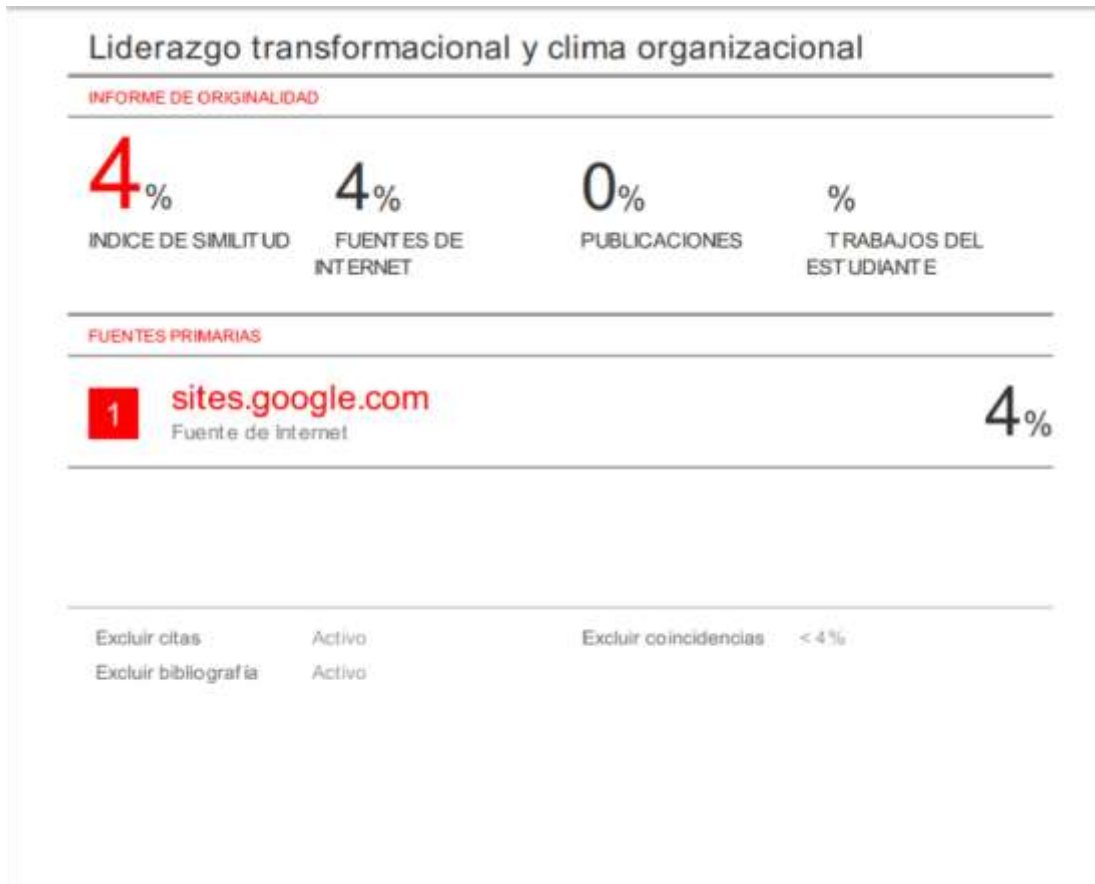 Liderazgo transformacional y clima organizacional
INFORME DE ORIGINALIDAD
4%
4%
0%
%
INDICE DE SIMILITUD
FUENTES DE
INTERNET
PUBLICACIONES
TRABAJOS DEL
ESTUDIANTE
FUENTES PRIMARIAS
1
sites.google.com
Fuente de Internet
4%
Excluir citas
Activo
Excluir coincidencias
< 4%
Excluir bibliografía
Activo